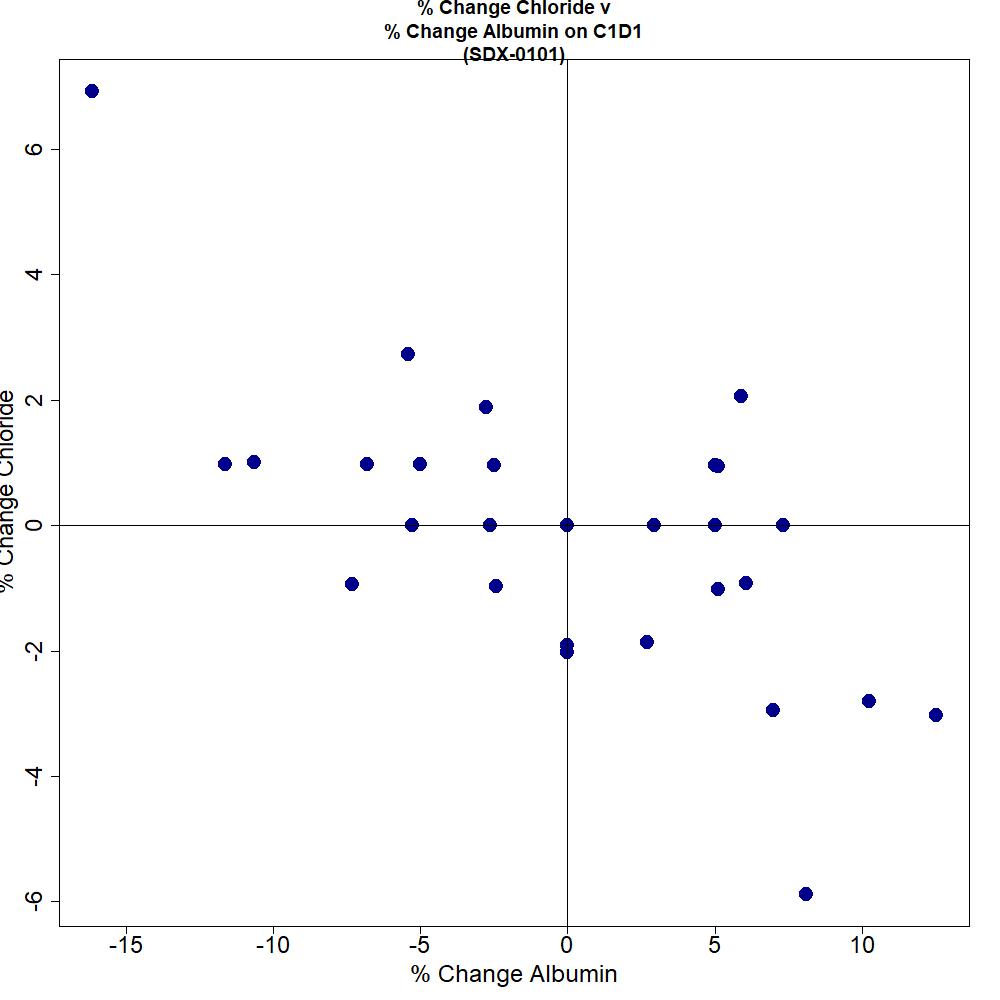 % Change Chloride v
% Change Albumin on C1D1
(SDX-0101)
% Change Chloride
6
4
2
0
-2
-4
-6
-15
-10
-5
0
5
10
% Change Albumin